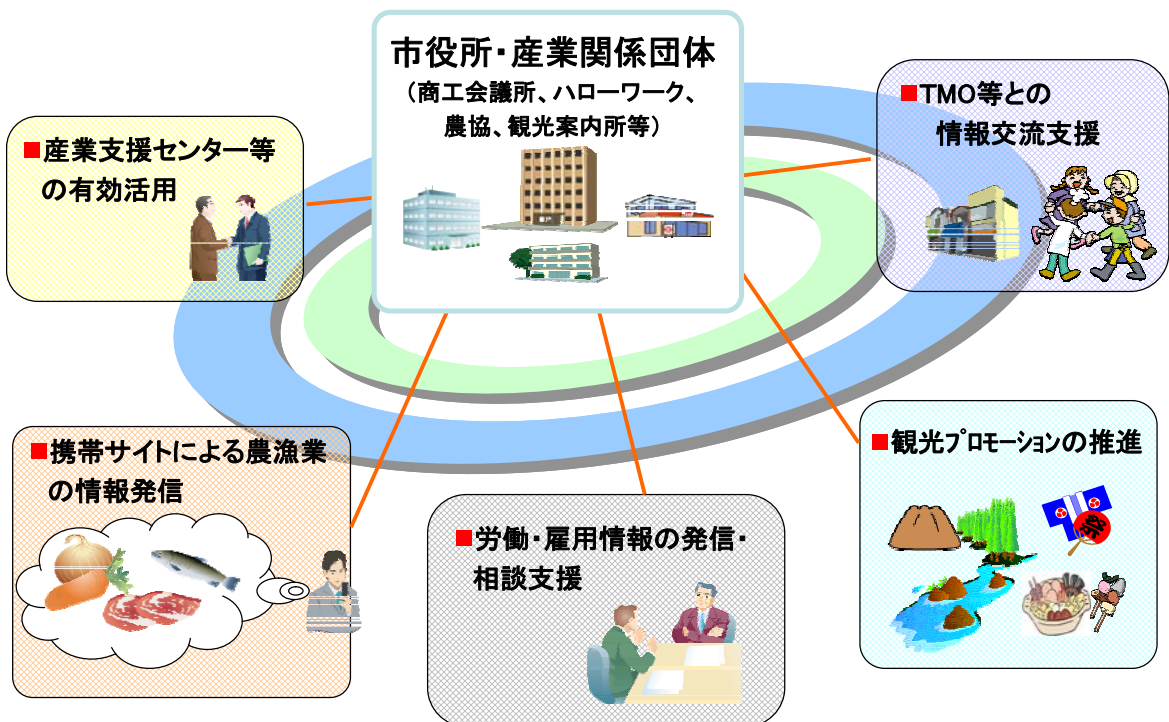 市役所・産業関係団体
（商工会議所、ハローワーク、
農協、観光案内所等）
■産業支援センター等
の有効活用
■TMO等との
情報交流支援
■携帯サイトによる農漁業
の情報発信
■労働・雇用情報の発信・
相談支援
■観光プロモーションの推進